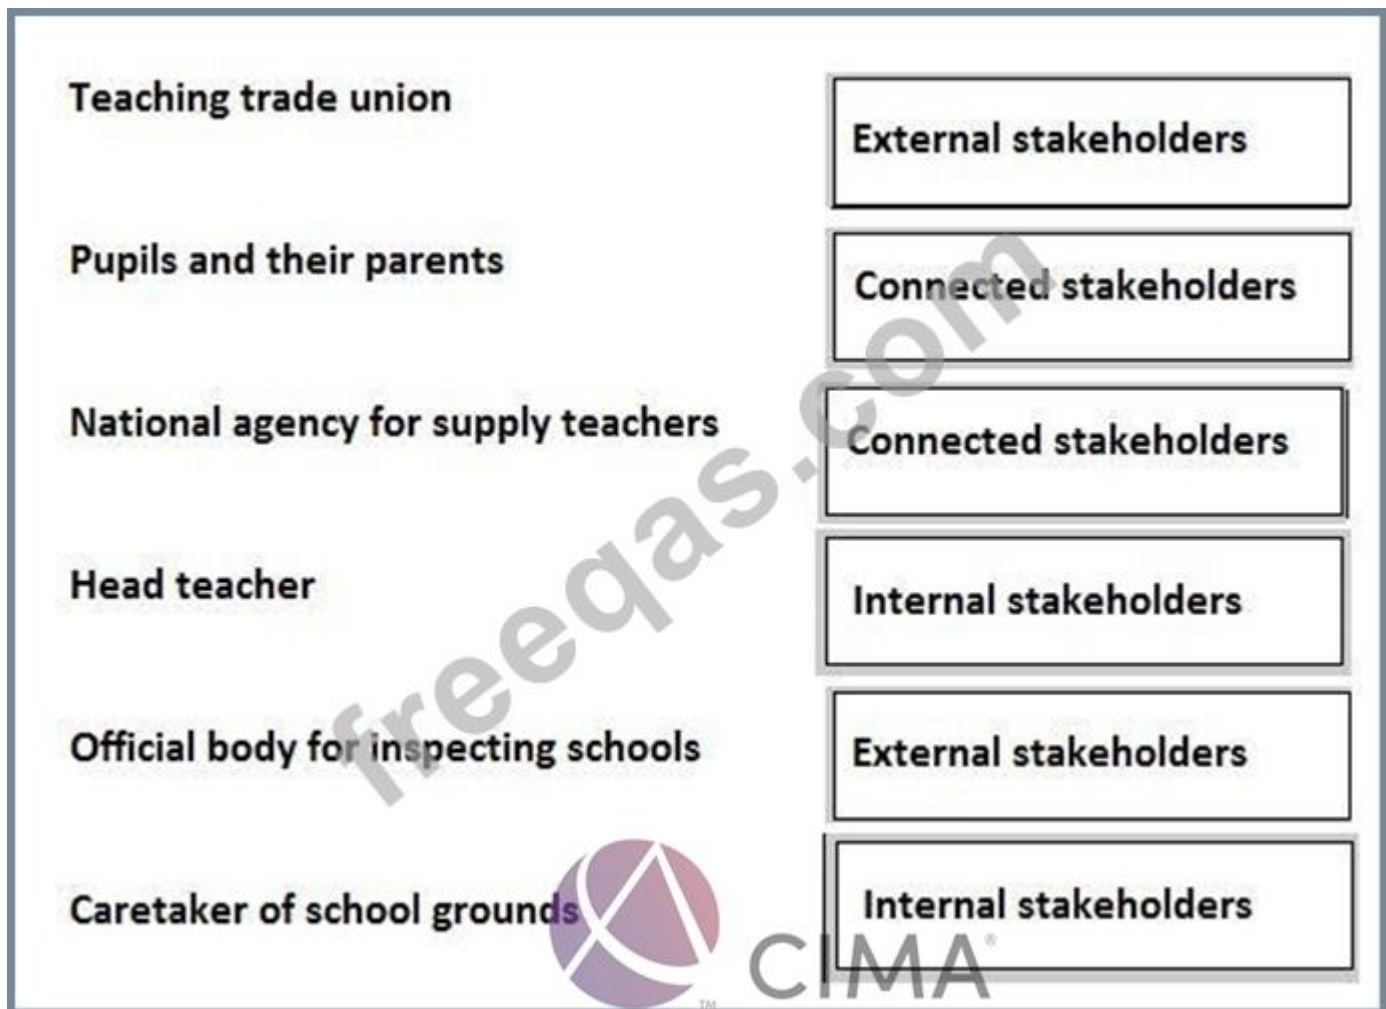 Teaching trade union
External stakeholders
Pupils and their parents
Connected stakeholders
National agency for supply teachers
Connected stakeholders
Head teacher
Internal stakeholders
Official body for inspecting schools
External stakeholders
Caretaker of school grounds
Internal stakeholders
freeqas.com
CIMA®
TM